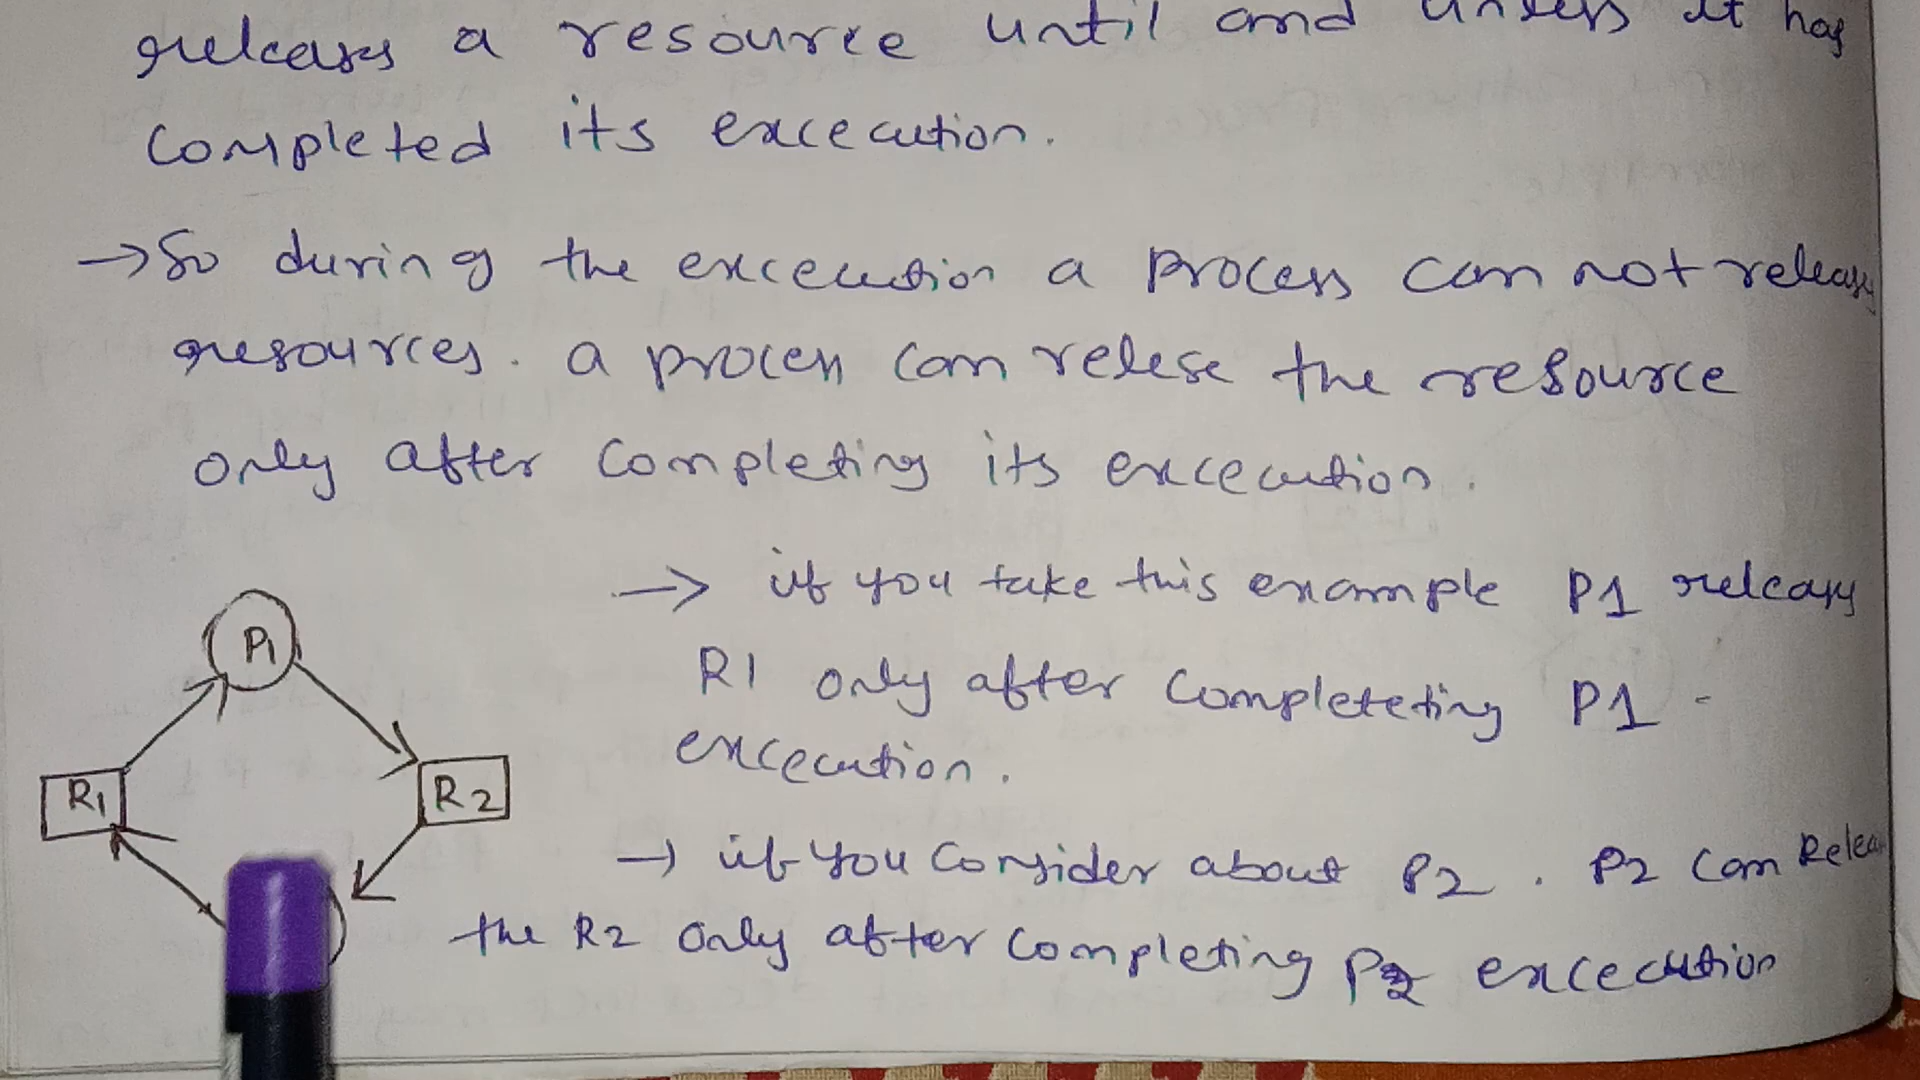 releases a resource until and unless it has
completed its excecution.
→ So during the excecution a process can not release
resources. a process can relese the resource
only after completing its excecution.
→ if you take this example P1 release
R1 only after completeting P1 -
excecution.
→ if you consider about P2. P2 can Relea
the R2 only after completing P2 excecution
P1
R1
R2